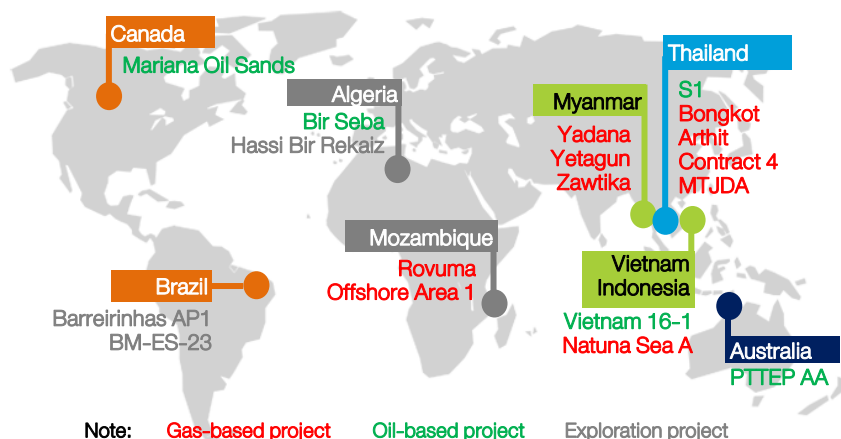 Canada
Mariana Oil Sands
Algeria
Bir Seba
Hassi Bir Rekaiz
Myanmar
Yadana
Yetagun
Zawtika
Thailand
S1
Bongkot
Arthit
Contract 4
MTJDA
Mozambique
Rovuma
Offshore Area 1
Brazil
Barreirinhas AP1
BM-ES-23
Vietnam
Indonesia
Vietnam 16-1
Natuna Sea A
Australia
PTTEP AA
Note: Gas-based project Oil-based project Exploration project